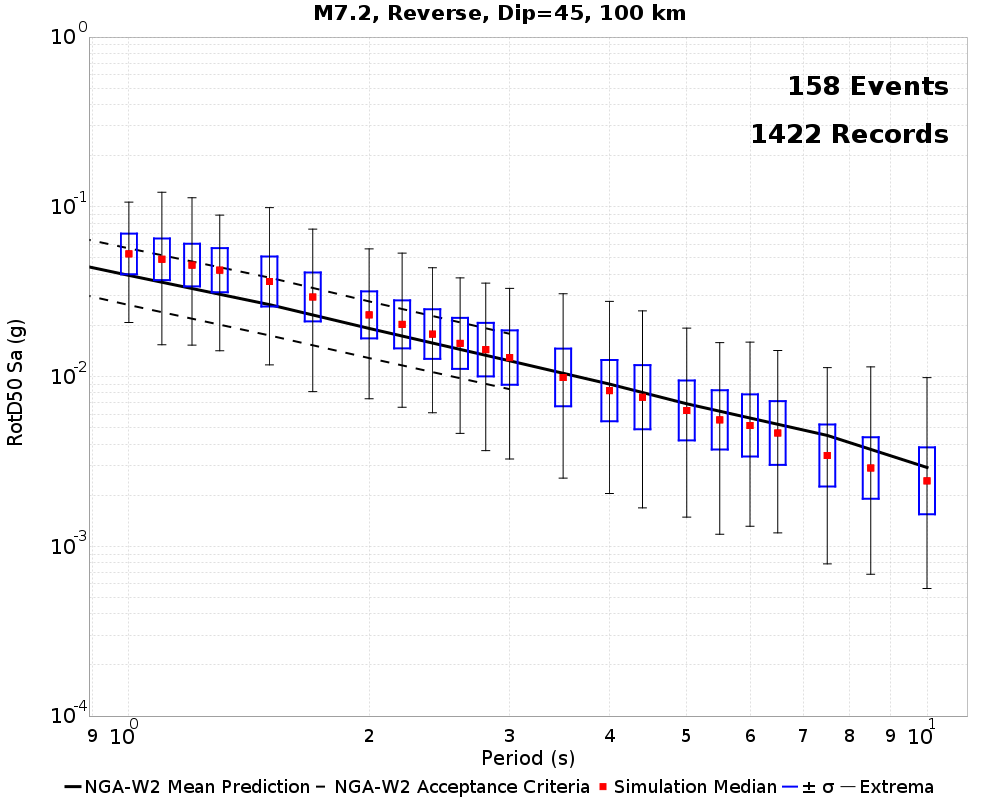 M7.2, Reverse, Dip=45, 100 km
158 Events
1422 Records
RotD50 Sa (g)
10^0
10^-1
10^-2
10^-3
10^-4
9 10^0 2 3 4 5 6 7 8 9 10^1
Period (s)
NGA-W2 Mean Prediction NGA-W2 Acceptance Criteria Simulation Median ± σ Extrema